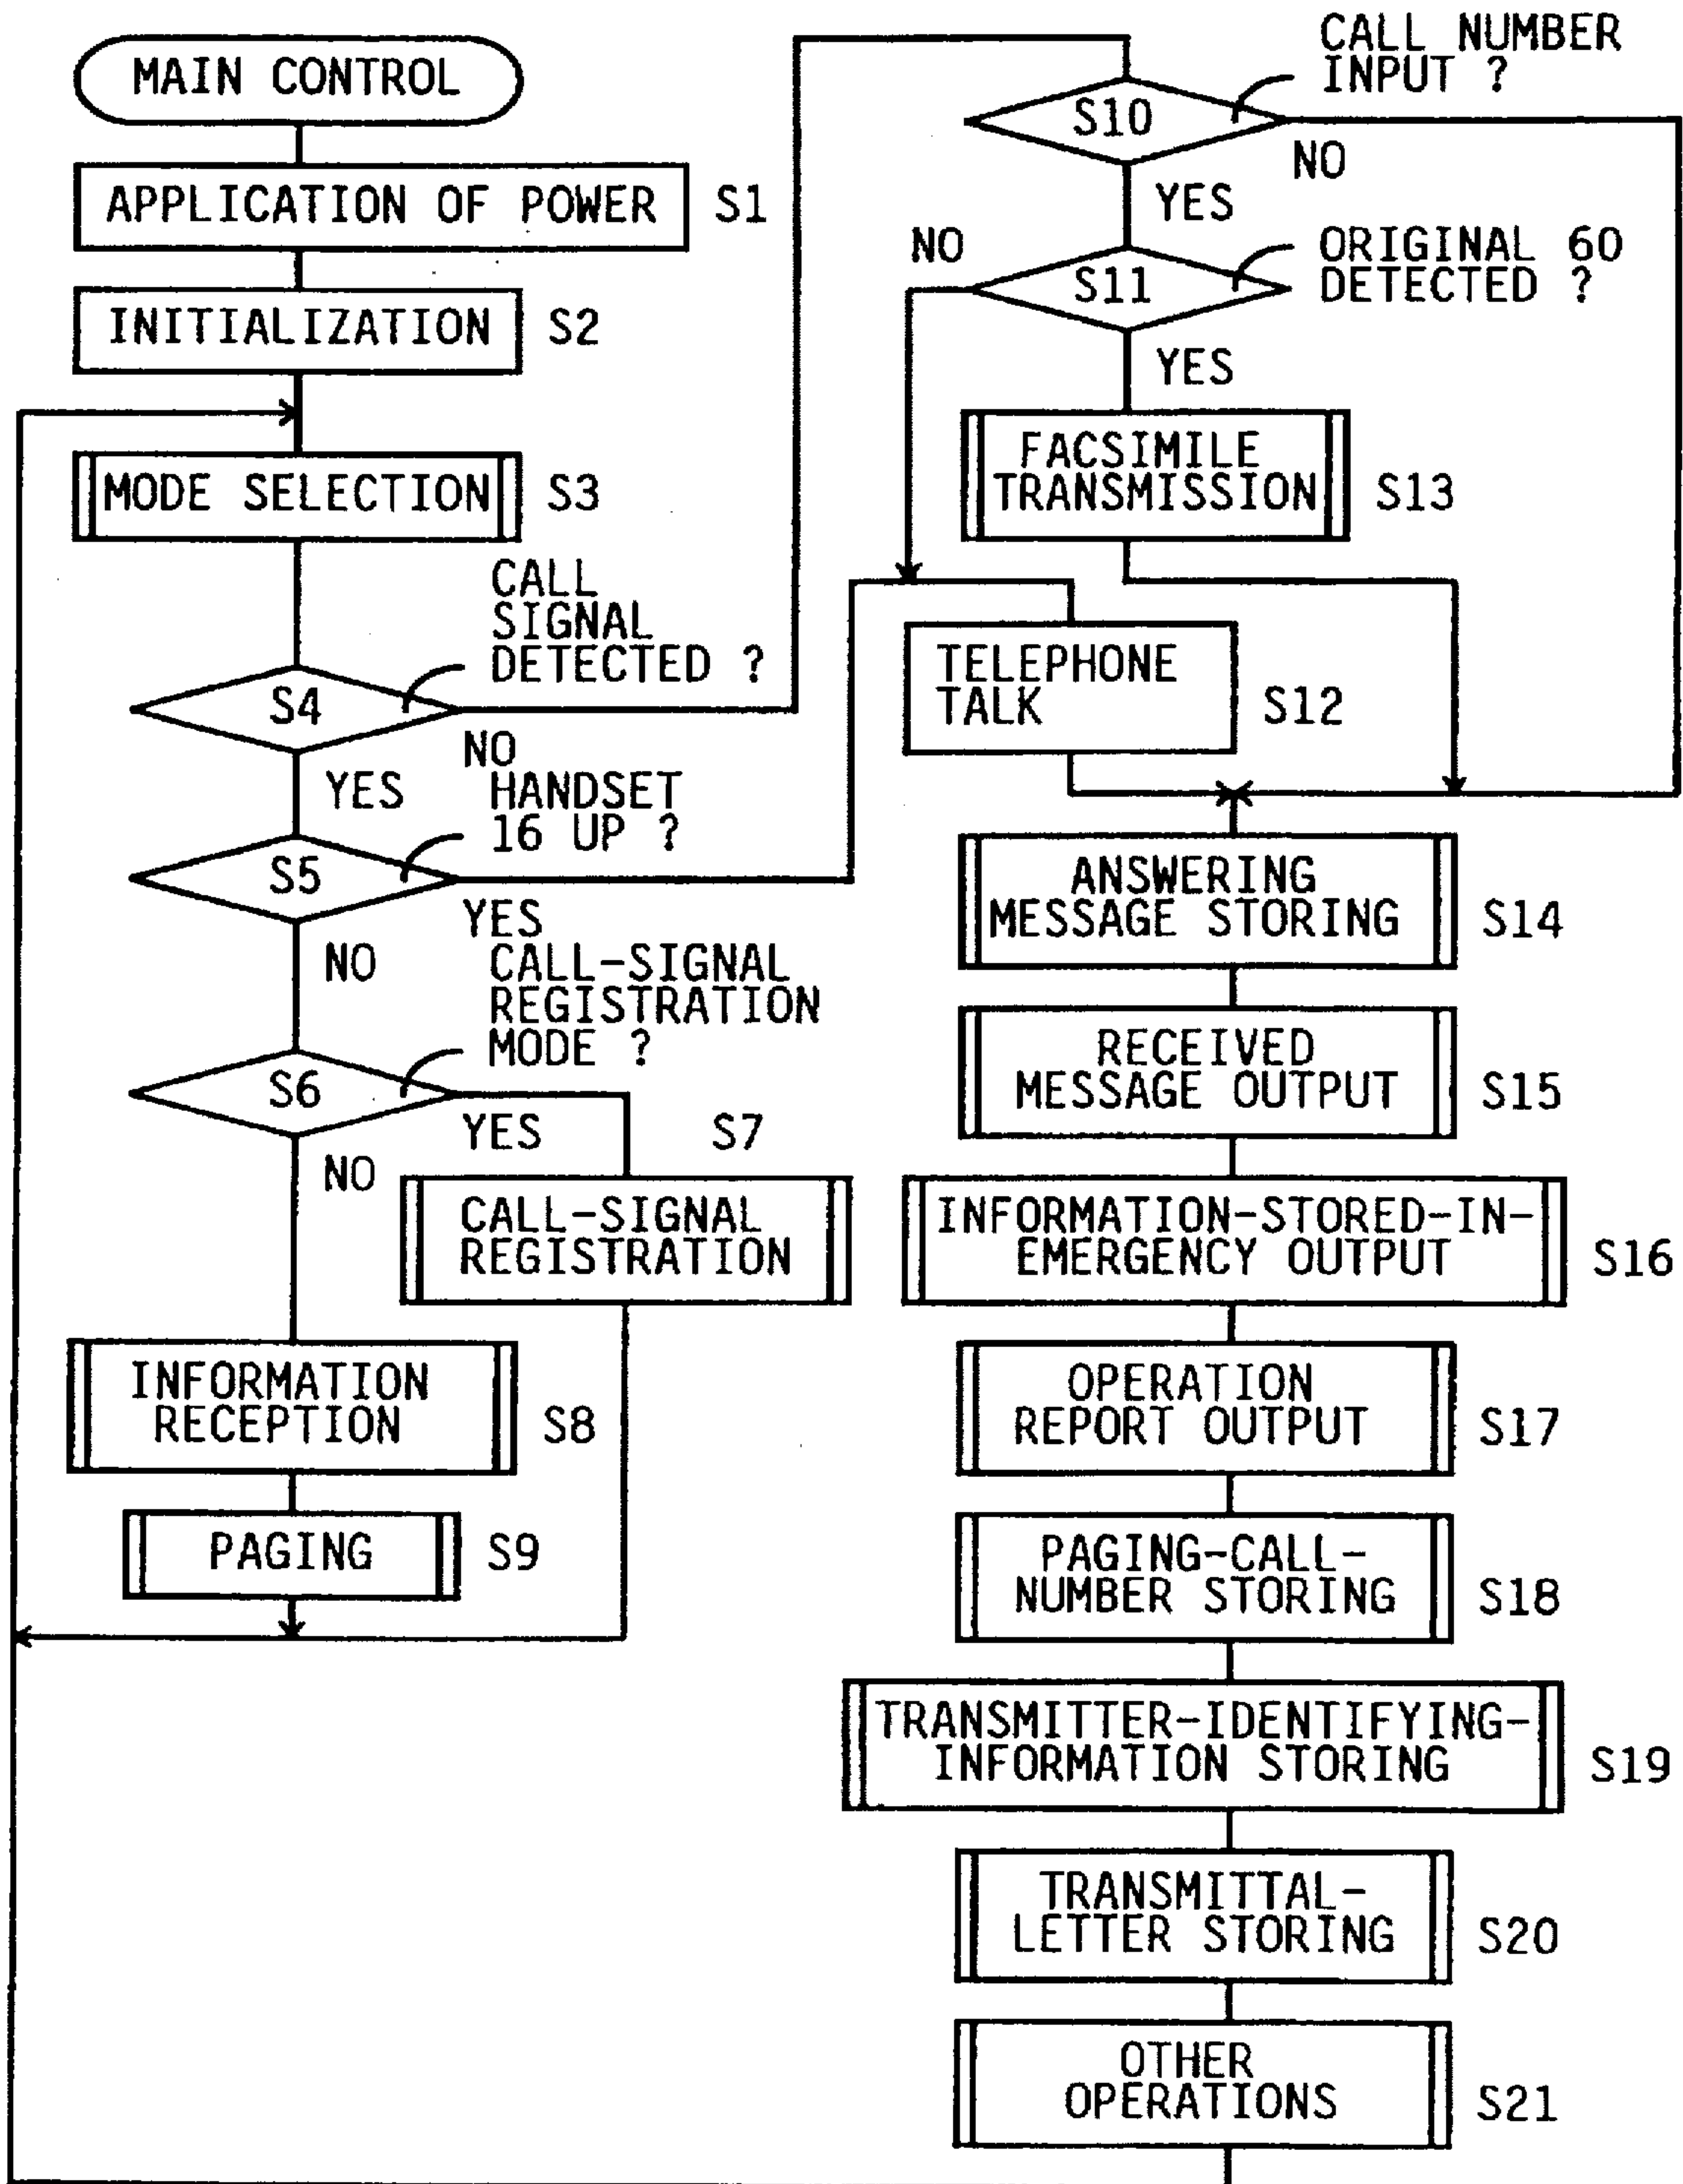 MAIN CONTROL
APPLICATION OF POWER
S1
INITIALIZATION
S2
MODE SELECTION
S3
CALL
SIGNAL
DETECTED ?
S4
NO
YES
HANDSET
16 UP ?
S5
YES
NO
CALL-SIGNAL
REGISTRATION
MODE ?
S6
YES
NO
S7
CALL-SIGNAL
REGISTRATION
INFORMATION
RECEPTION
S8
PAGING
S9
CALL NUMBER
INPUT ?
S10
NO
YES
NO
ORIGINAL 60
DETECTED ?
S11
YES
FACSIMILE
TRANSMISSION
S13
TELEPHONE
TALK
S12
ANSWERING
MESSAGE STORING
S14
RECEIVED
MESSAGE OUTPUT
S15
INFORMATION-STORED-IN-
EMERGENCY OUTPUT
S16
OPERATION
REPORT OUTPUT
S17
PAGING-CALL-
NUMBER STORING
S18
TRANSMITTER-IDENTIFYING-
INFORMATION STORING
S19
TRANSMITTAL-
LETTER STORING
S20
OTHER
OPERATIONS
S21